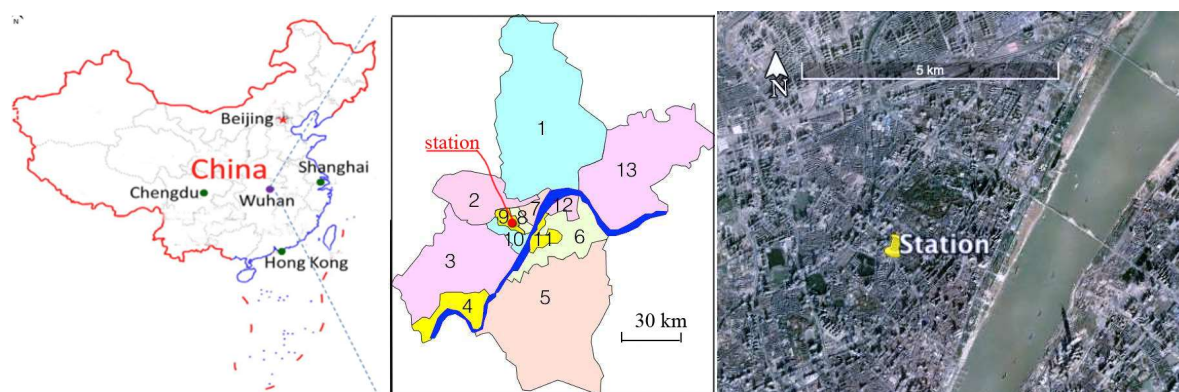 N
Beijing
China
Shanghai
Chengdu
Wuhan
Hong Kong
station
1
13
2
7
12
9
8
10
11
6
3
5
4
30 km
5 km
N
Station